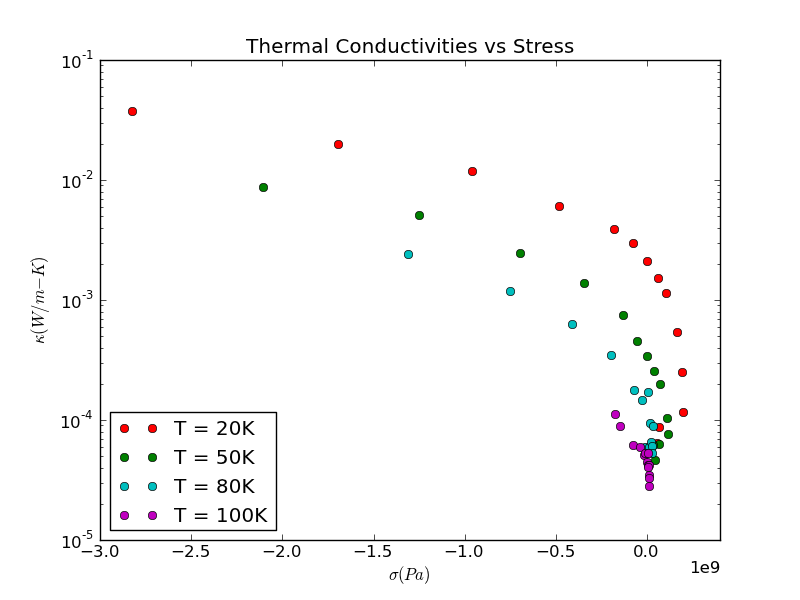 Thermal Conductivities vs Stress
κ(W/m−K)
10^-1
10^-2
10^-3
10^-4
10^-5
T = 20K
T = 50K
T = 80K
T = 100K
−3.0 −2.5 −2.0 −1.5 −1.0 −0.5 0.0
1e9
σ(Pa)